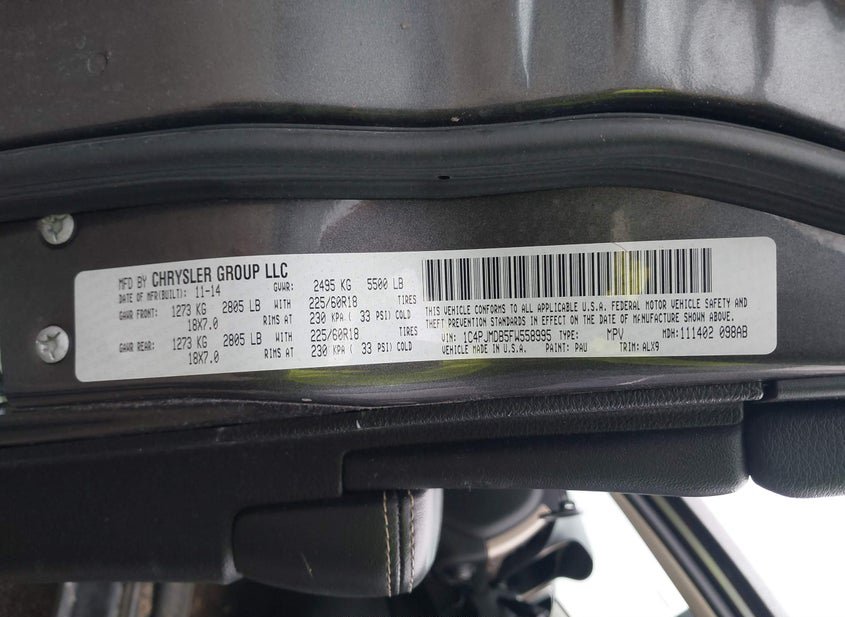 MFD BY CHRYSLER GROUP LLC
DATE OF MFR(BUILT): 11-14 GVWR: 2495 KG 5500 LB
GAWR FRONT: 1273 KG 2805 LB WITH 225/60R18 TIRES
18X7.0 RIMS AT 230 KPA ( 33 PSI) COLD
GAWR REAR: 1273 KG 2805 LB WITH 225/60R18 TIRES
18X7.0 RIMS AT 230 KPA ( 33 PSI) COLD
THIS VEHICLE CONFORMS TO ALL APPLICABLE U.S.A. FEDERAL MOTOR VEHICLE SAFETY AND
THEFT PREVENTION STANDARDS IN EFFECT ON THE DATE OF MANUFACTURE SHOWN ABOVE.
VIN: 1C4PJMDB5FW558995 TYPE: MPV MDH: 111402 098AB
VEHICLE MADE IN U.S.A. PAINT: PAU TRIM: ALX9